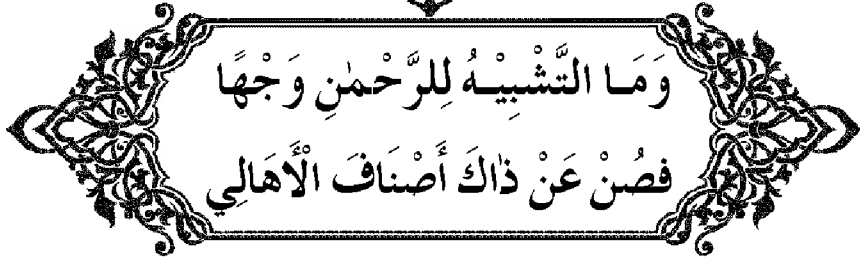 وَمَا التَّشْبِيْهُ لِلرَّحْمٰنِ وَجْهًا
فَصُنْ عَنْ ذٰاكَ أَصْنَافَ الْأَهَالِي